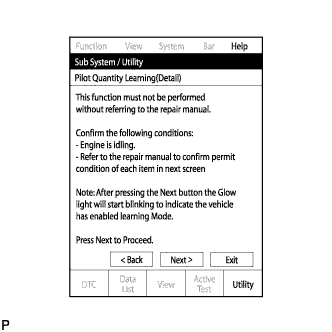 Function View System Bar Help
Sub System / Utility
Pilot Quantity Learning(Detail)
This function must not be performed
without referring to the repair manual.
Confirm the following conditions:
- Engine is idling.
- Refer to the repair manual to confirm permit
condition of each item in next screen
Note: After pressing the Next button the Glow
light will start blinking to indicate the vehicle
has enabled learning Mode.
Press Next to Proceed.
< Back Next > Exit
DTC Data List View Active Test Utility
P